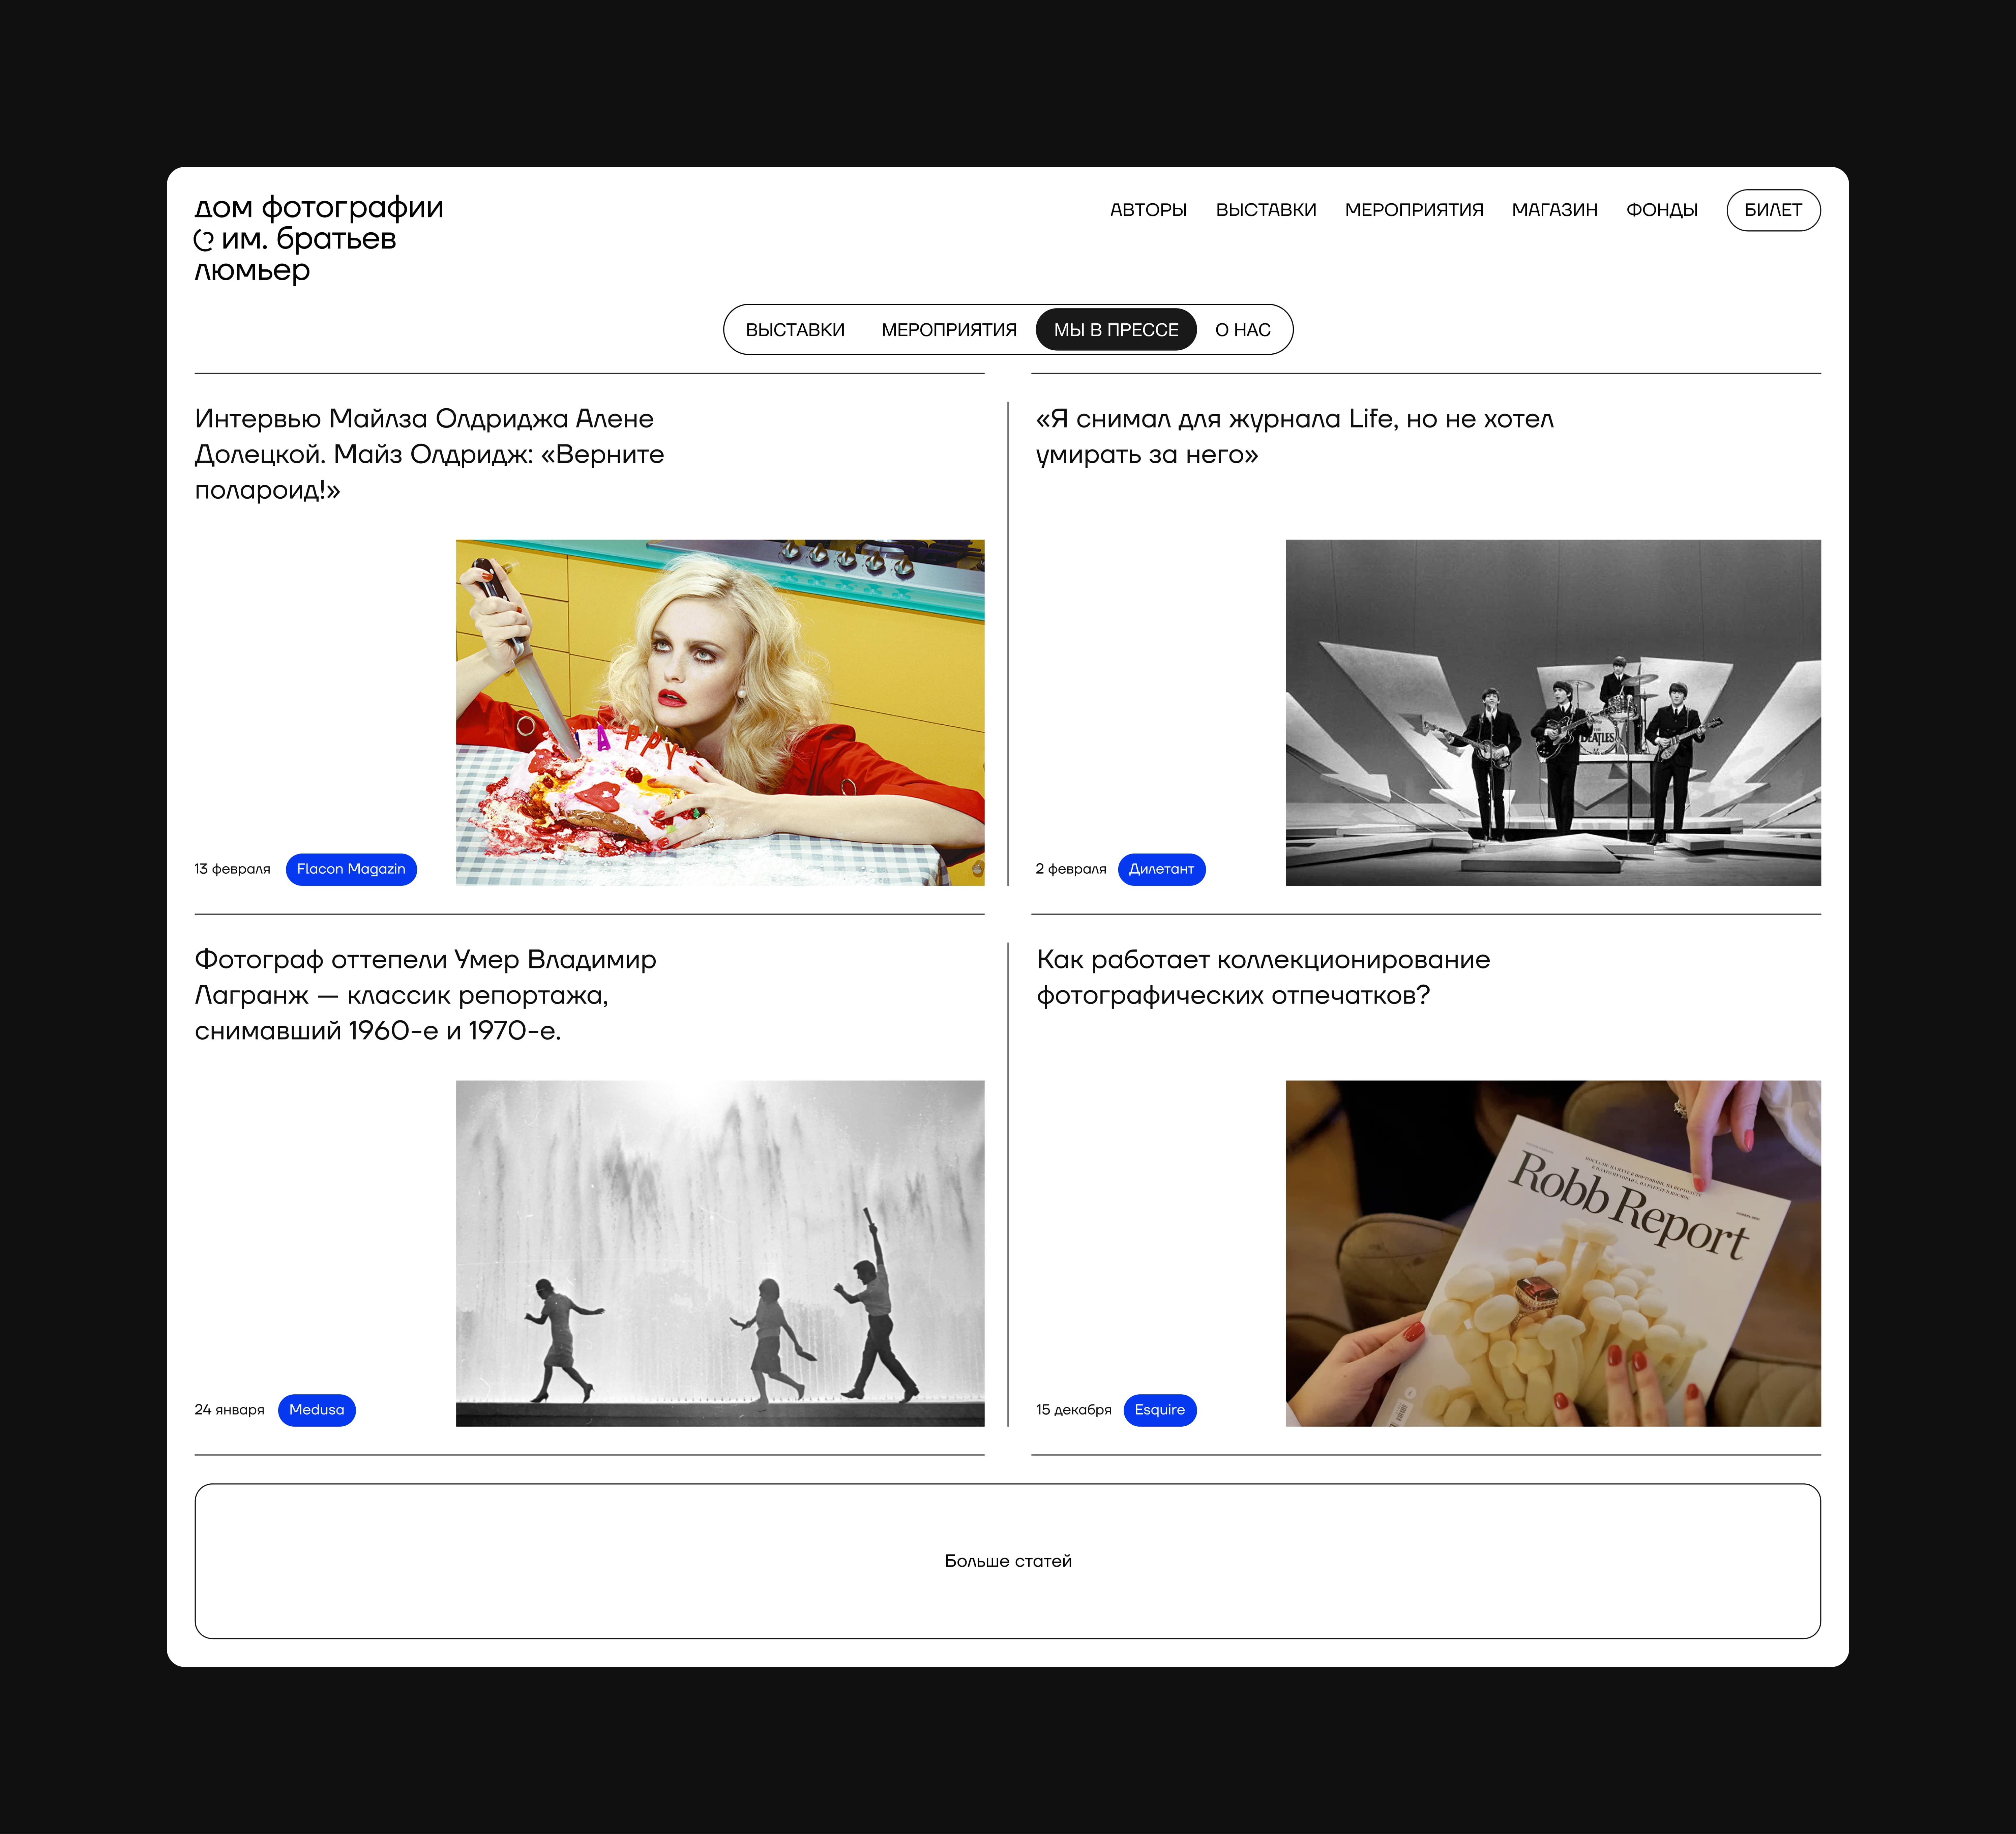 дом фотографии
им. братьев
люмьер
АВТОРЫ ВЫСТАВКИ МЕРОПРИЯТИЯ МАГАЗИН ФОНДЫ БИЛЕТ
ВЫСТАВКИ МЕРОПРИЯТИЯ МЫ В ПРЕССЕ О НАС
Интервью Майлза Олдриджа Алене
Долецкой. Майз Олдридж: «Верните
полароид!»
APPY
13 февраля Flacon Magazin
«Я снимал для журнала Life, но не хотел
умирать за него»
BEATLES
2 февраля Дилетант
Фотограф оттепели Умер Владимир
Лагранж — классик репортажа,
снимавший 1960-е и 1970-е.
24 января Medusa
Как работает коллекционирование
фотографических отпечатков?
Robb Report
15 декабря Esquire
Больше статей